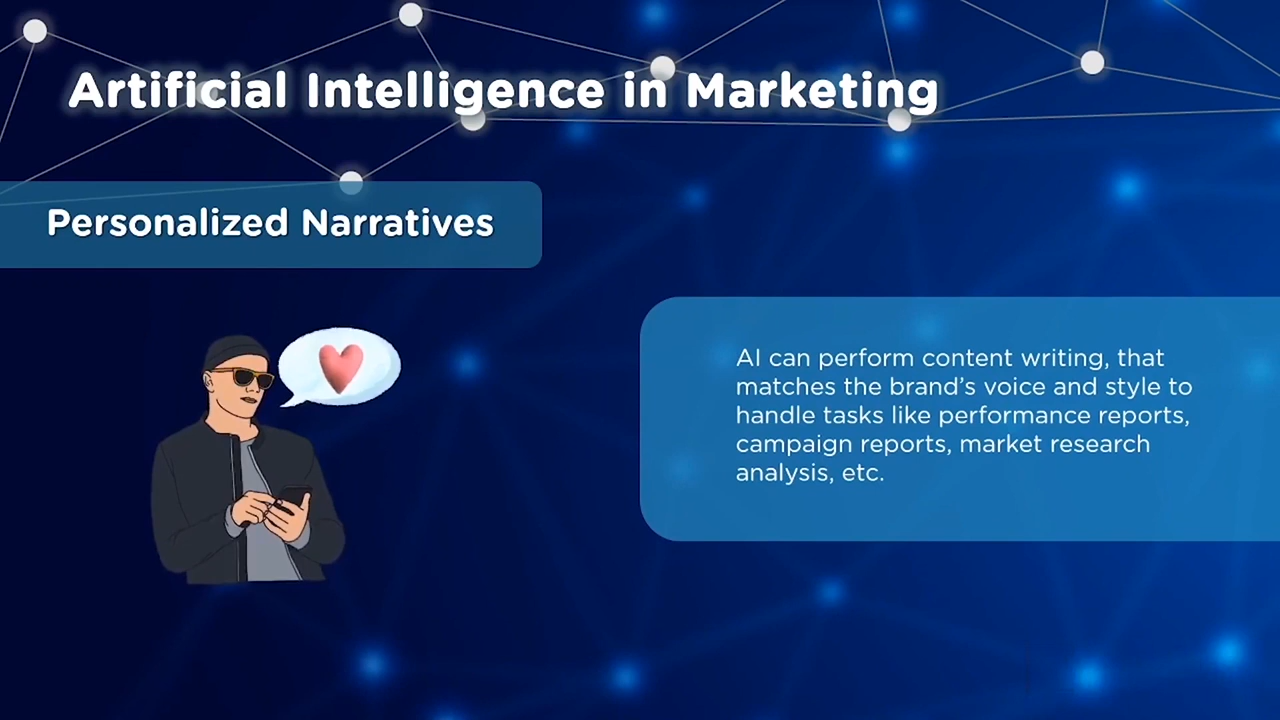 Artificial Intelligence in Marketing
Personalized Narratives
AI can perform content writing, that
matches the brand’s voice and style to
handle tasks like performance reports,
campaign reports, market research
analysis, etc.